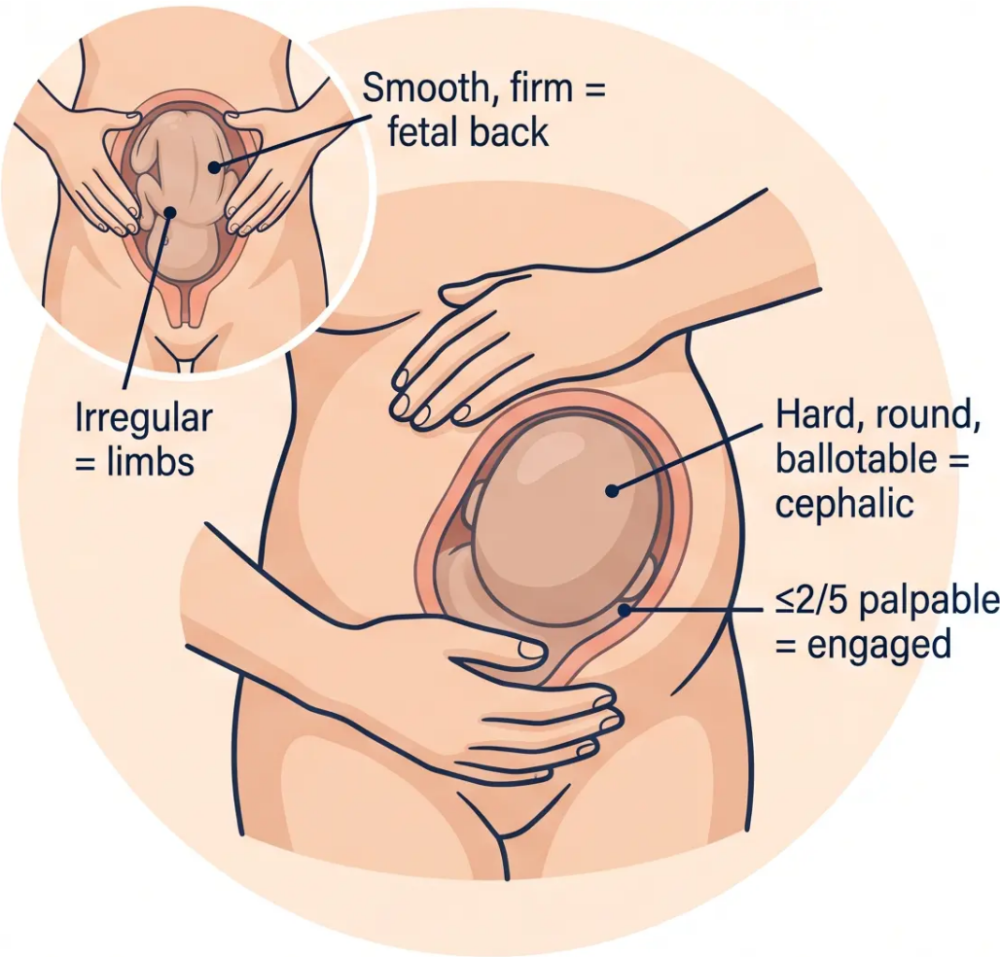 Smooth, firm =
fetal back
Irregular
= limbs
Hard, round,
ballotable =
cephalic
≤2/5 palpable
= engaged